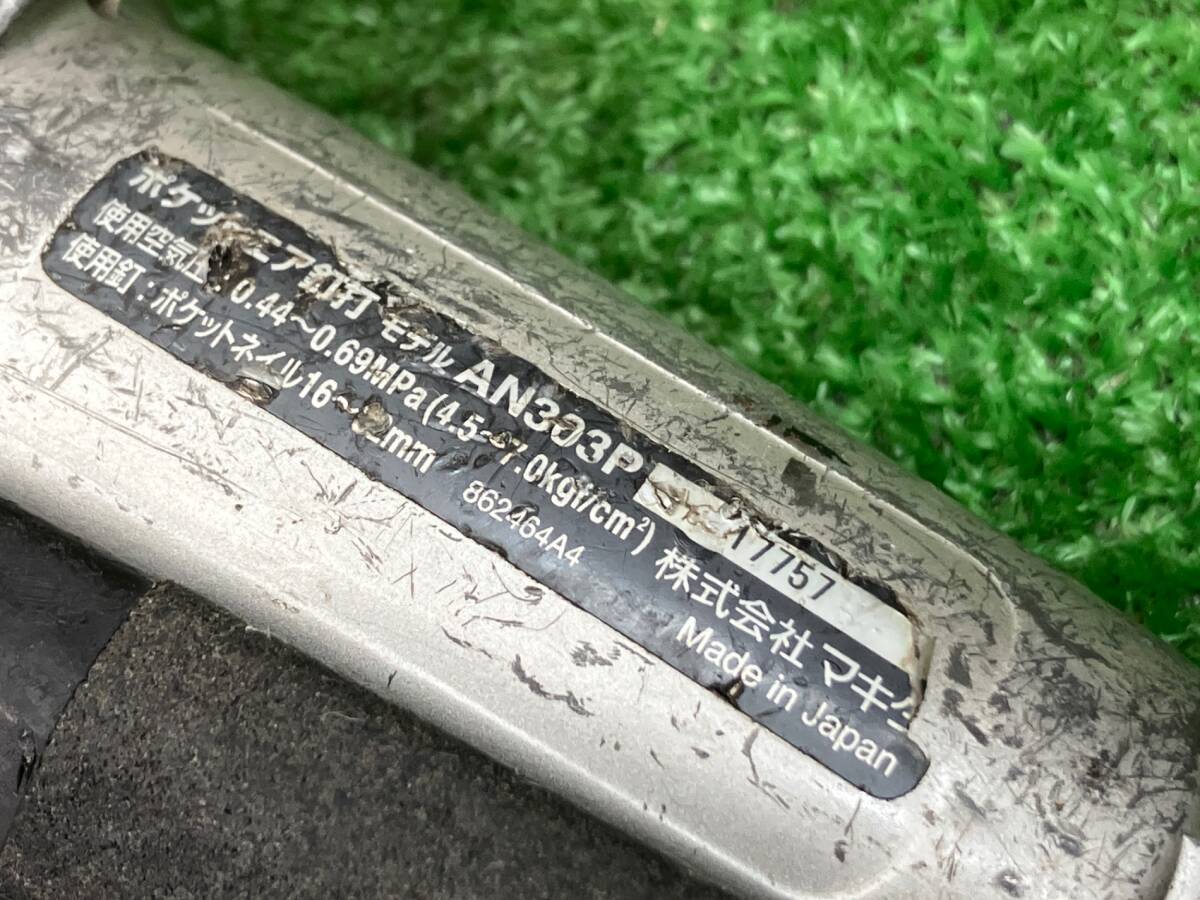 ポケッ エア釘打 モデル AN303P 17757
使用空気圧 0.44～0.69MPa(4.5～7.0kgf/cm²) 株式会社 マキタ
使用釘：ポケットネイル16～ 2mm 862464A4 Made in Japan